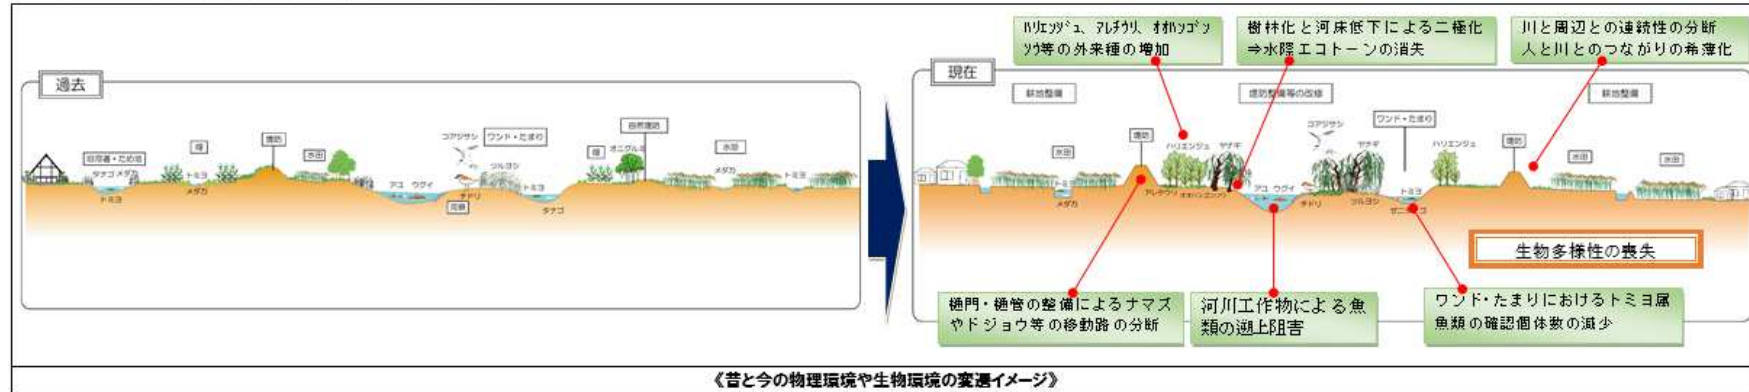 過去
旧河道・ため池
畑
堤防
水田
コアジサシ
ワンド・たまり
畑
オニグルミ
自然堤防
水田
タナゴ メダカ
トミヨ
トミヨ
メダカ
アユ ウグイ
ツルヨシ
チドリ
河原
トミヨ
タナゴ
メダカ
トミヨ
現在
ハリエンジュ、アレチウリ、オオハンゴン
ソウ等の外来種の増加
樹林化と河床低下による二極化
⇒水際エコトーンの消失
川と周辺との連続性の分断
人と川とのつながりの希薄化
耕地整備
堤防整備等の改修
耕地整備
水田
堤防
ハリエンジュ
ヤナギ
コアジサシ
ワンド・たまり
ヤナギ
ハリエンジュ
堤防
水田
水田
トミヨ
メダカ
アレチウリ
アユ ウグイ
チドリ
ツルヨシ
トミヨ
生物多様性の喪失
樋門・樋管の整備によるナマズ
やドジョウ等の移動路の分断
河川工作物による魚
類の遡上阻害
ワンド・たまりにおけるトミヨ属
魚類の確認個体数の減少
《昔と今の物理環境や生物環境の変遷イメージ》